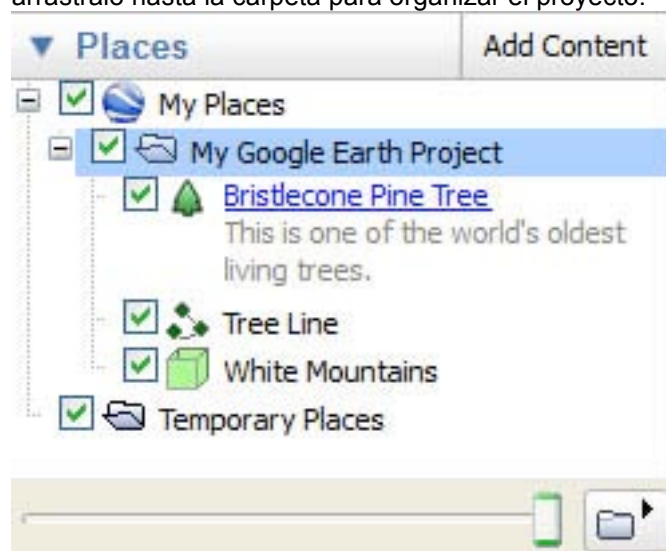 arrástralo hasta la carpeta para organizar el proyecto.
Places
Add Content
My Places
My Google Earth Project
Bristlecone Pine Tree
This is one of the world's oldest
living trees.
Tree Line
White Mountains
Temporary Places